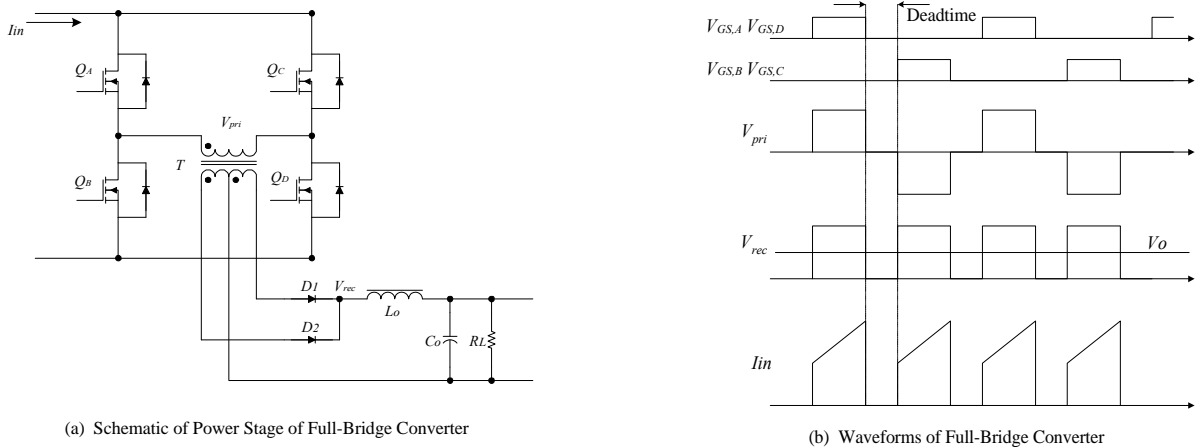 Iin
QA
QC
Vpri
T
QB
QD
D1
Vrec
Lo
D2
Co
RL
(a) Schematic of Power Stage of Full-Bridge Converter
Deadtime
VGS,A VGS,D
VGS,B VGS,C
Vpri
Vrec
Vo
Iin
(b) Waveforms of Full-Bridge Converter